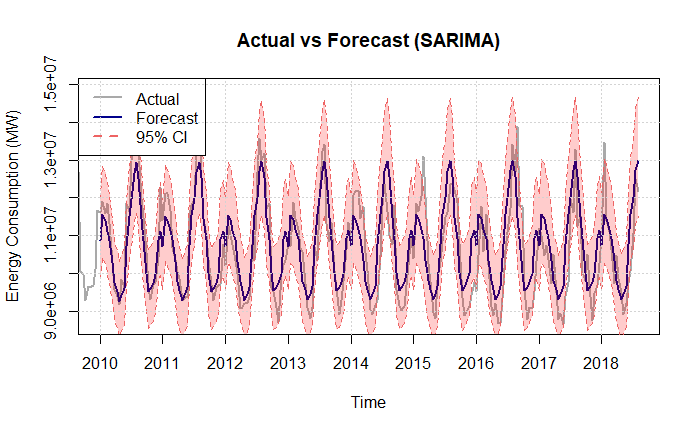 Actual vs Forecast (SARIMA)
Energy Consumption (MW)
1.5e+07
1.3e+07
1.1e+07
9.0e+06
Actual
Forecast
95% CI
2010 2011 2012 2013 2014 2015 2016 2017 2018
Time